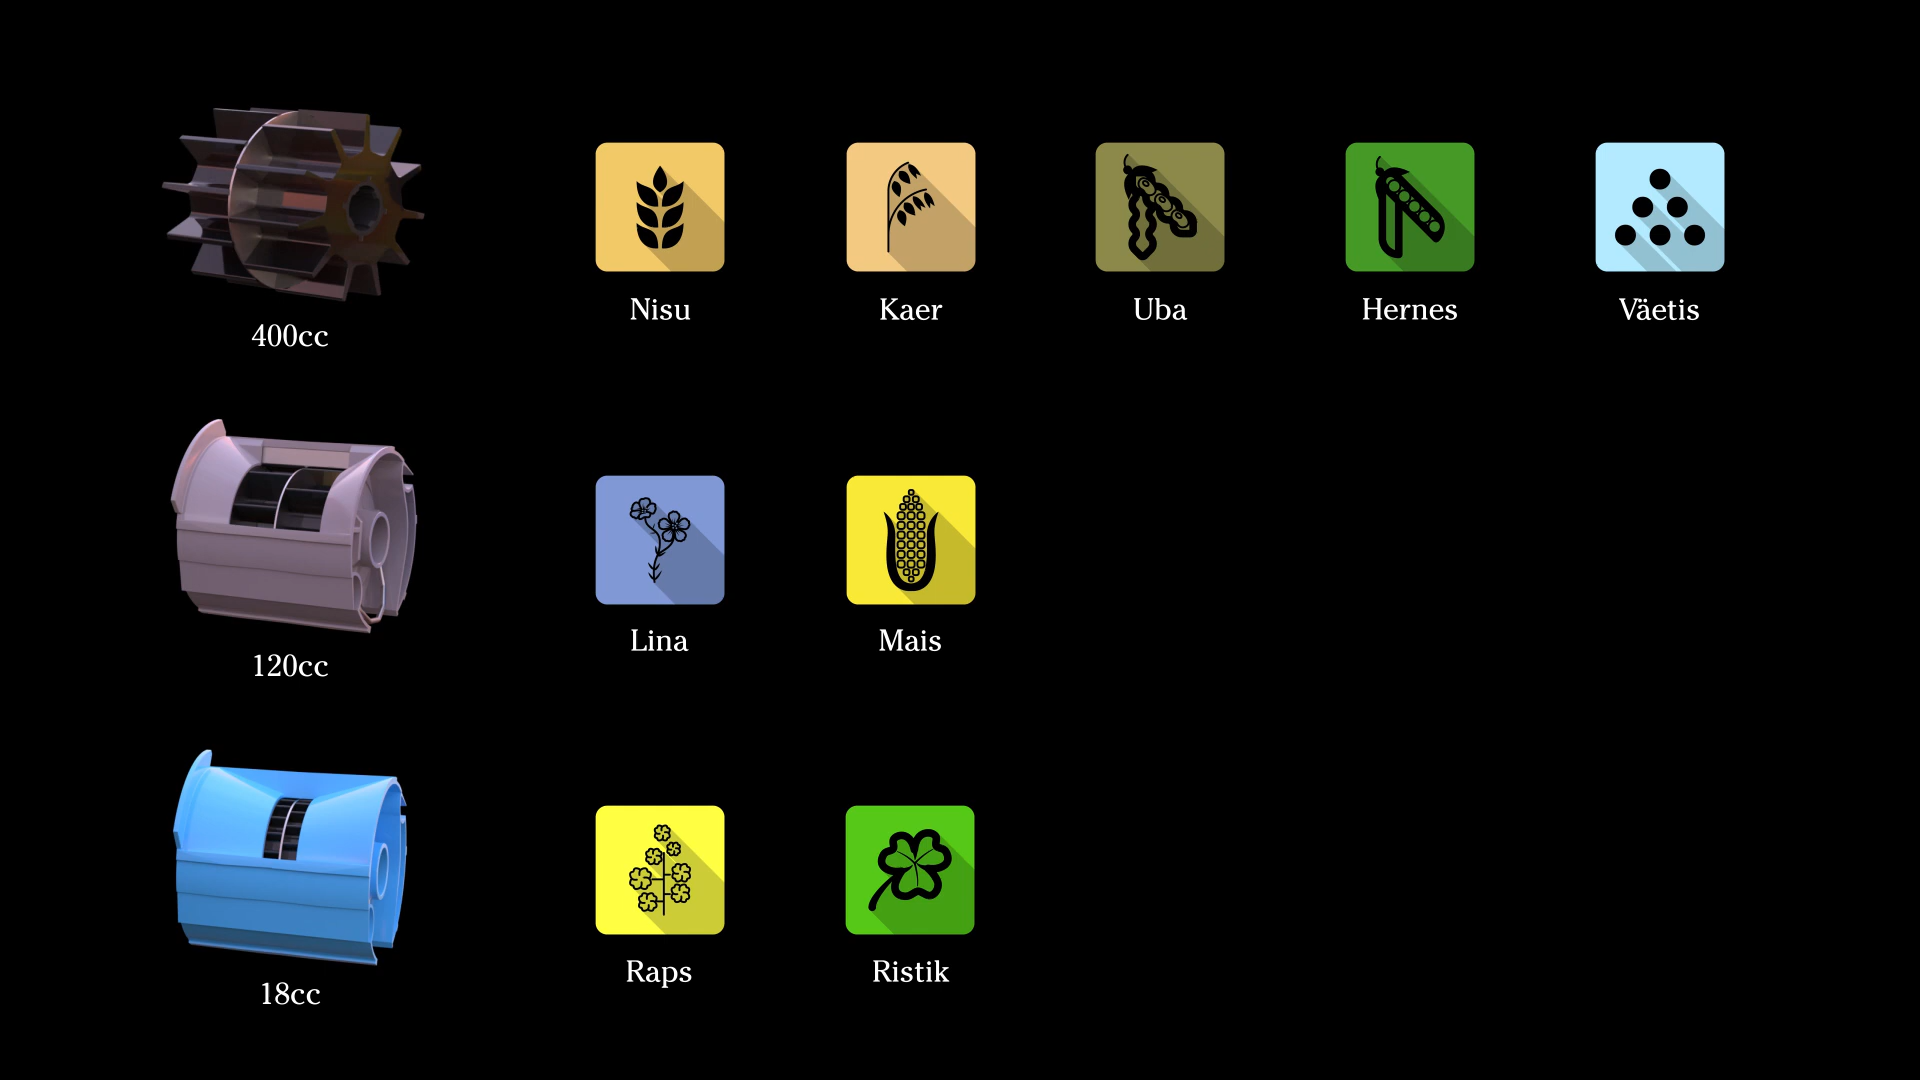 Nisu
Kaer
Uba
Hernes
Väetis
400cc
Lina
Mais
120cc
Raps
Ristik
18cc